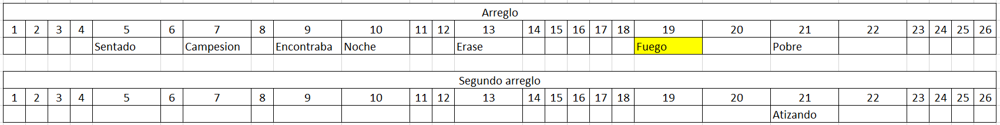 Arreglo
1 2 3 4 5 6 7 8 9 10 11 12 13 14 15 16 17 18 19 20 21 22 23 24 25 26
Sentado Campesion Encontraba Noche Erase Fuego Pobre
Segundo arreglo
1 2 3 4 5 6 7 8 9 10 11 12 13 14 15 16 17 18 19 20 21 22 23 24 25 26
Atizando